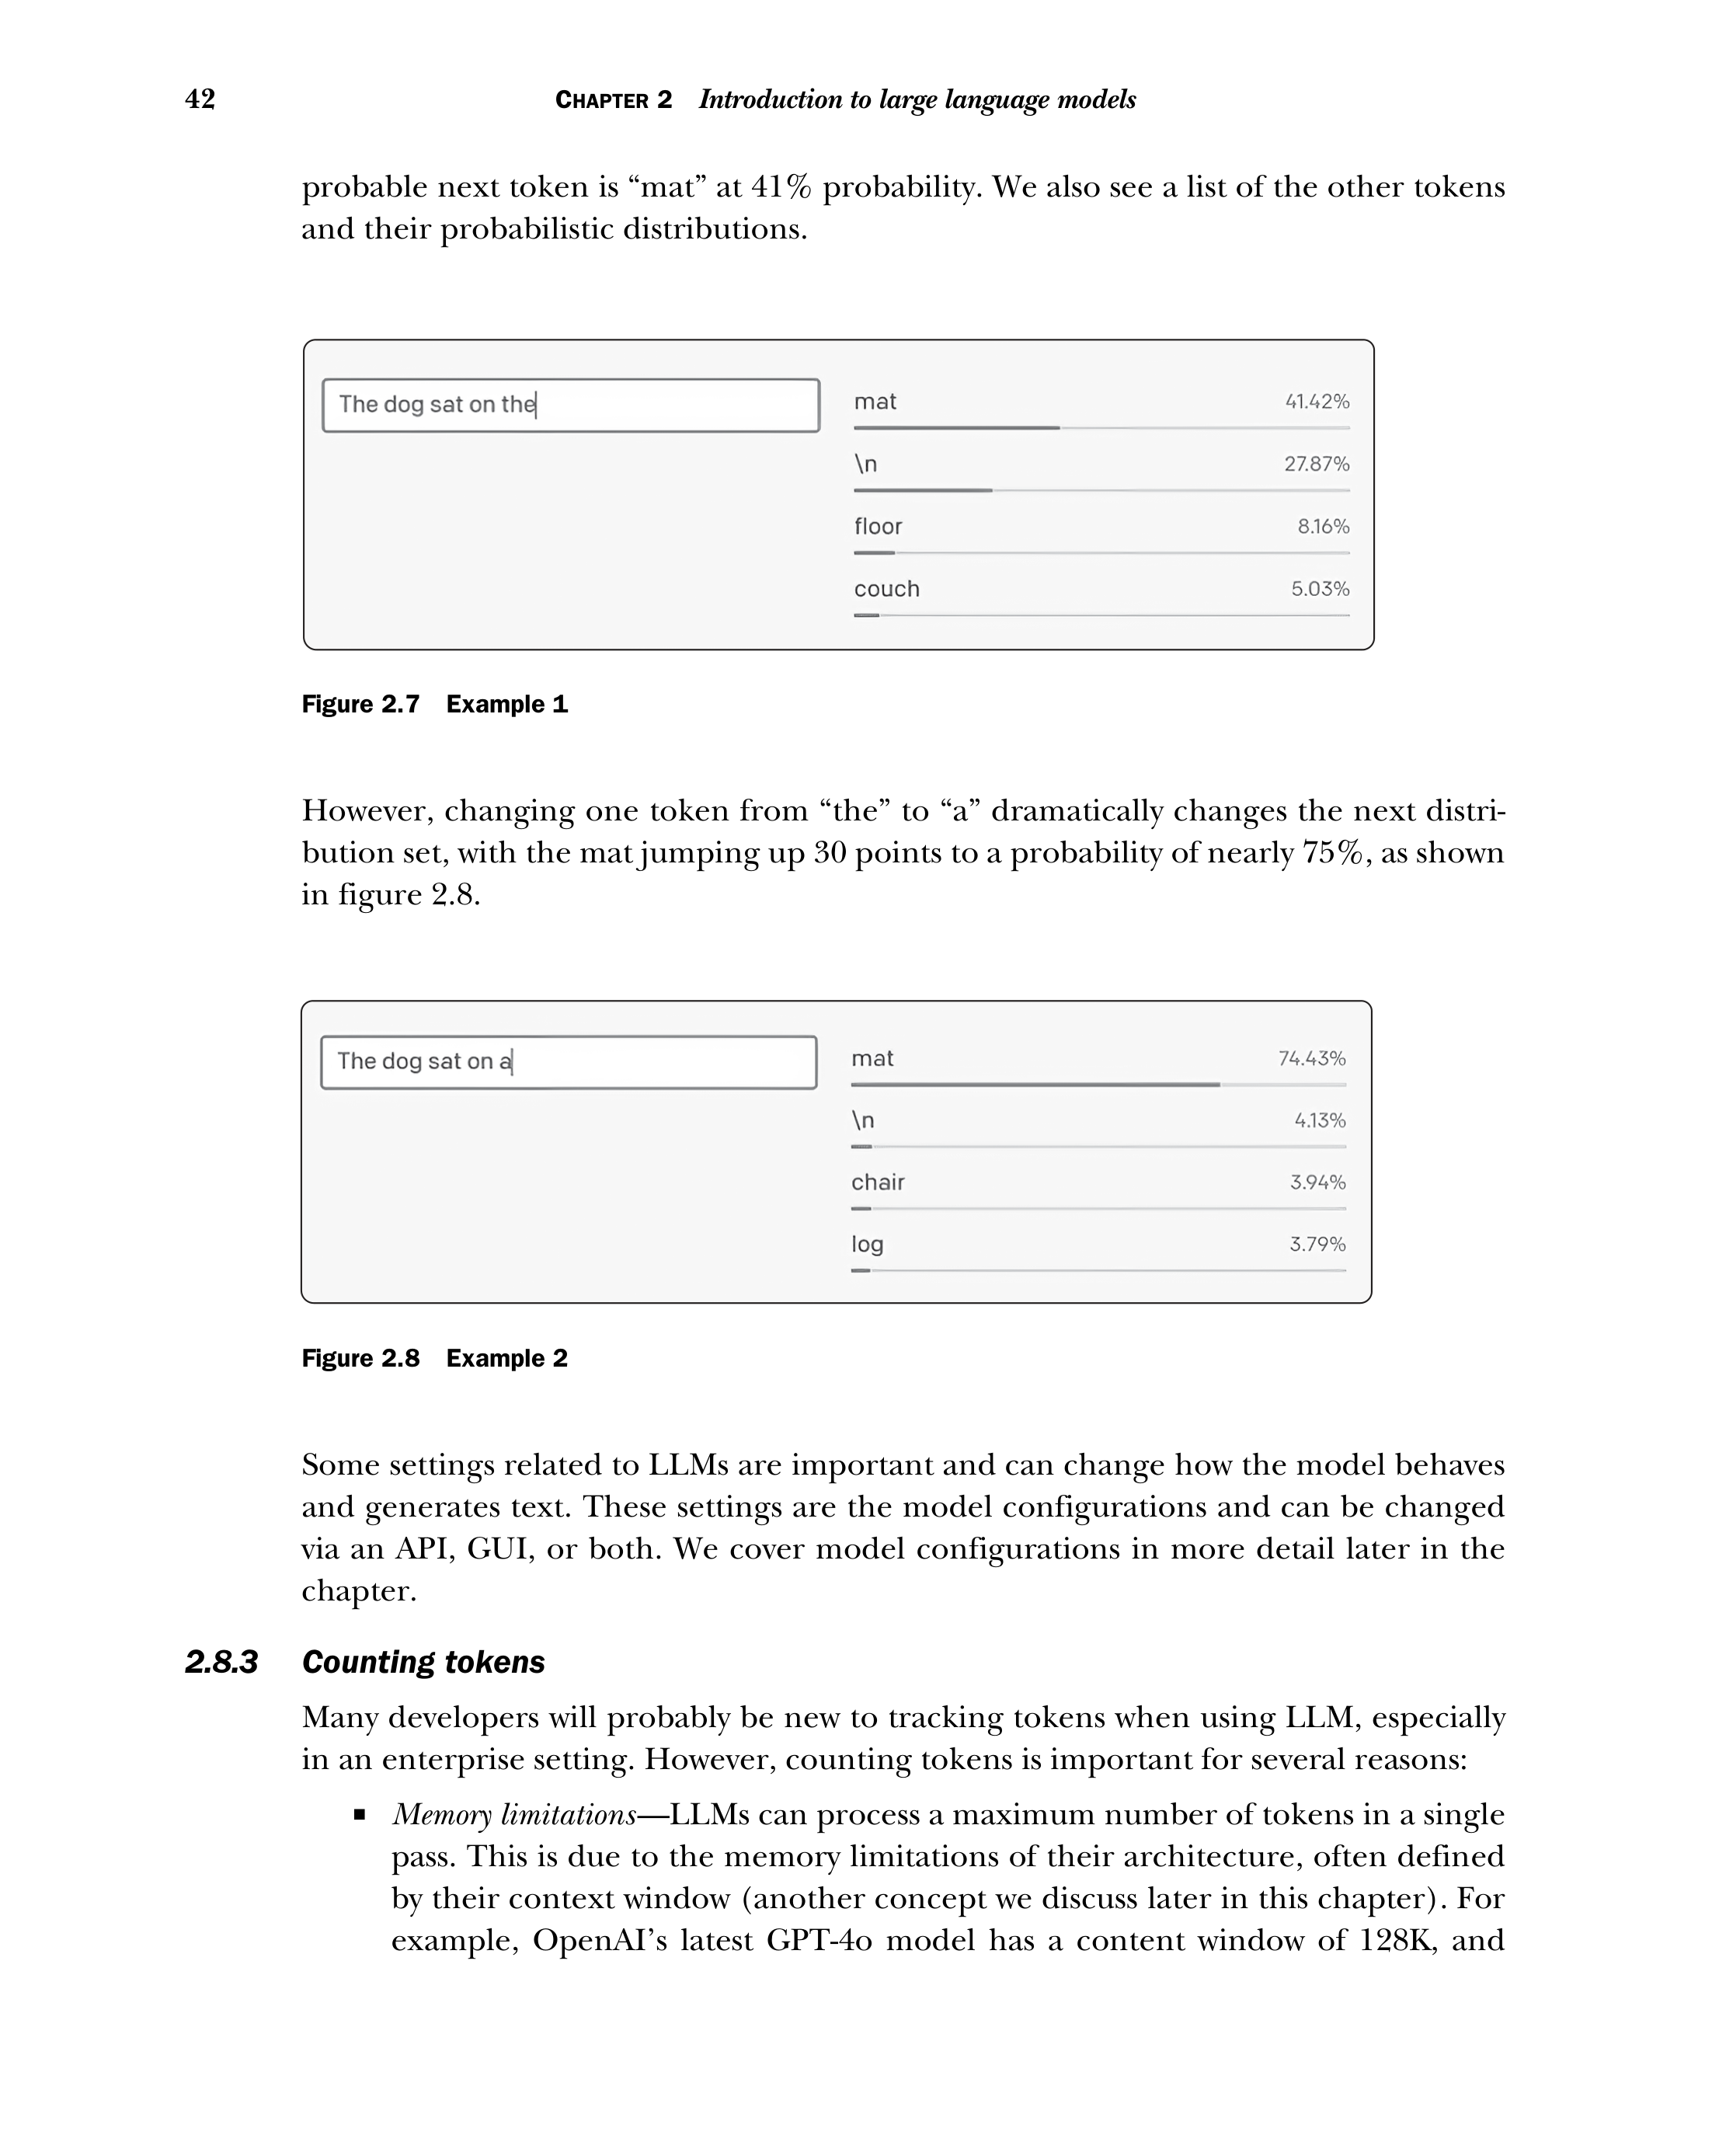 42 CHAPTER 2 Introduction to large language models
probable next token is “mat” at 41% probability. We also see a list of the other tokens
and their probabilistic distributions.
The dog sat on the
mat 41.42%
\n 27.87%
floor 8.16%
couch 5.03%
Figure 2.7 Example 1
However, changing one token from “the” to “a” dramatically changes the next distri-
bution set, with the mat jumping up 30 points to a probability of nearly 75%, as shown
in figure 2.8.
The dog sat on a
mat 74.43%
\n 4.13%
chair 3.94%
log 3.79%
Figure 2.8 Example 2
Some settings related to LLMs are important and can change how the model behaves
and generates text. These settings are the model configurations and can be changed
via an API, GUI, or both. We cover model configurations in more detail later in the
chapter.
2.8.3 Counting tokens
Many developers will probably be new to tracking tokens when using LLM, especially
in an enterprise setting. However, counting tokens is important for several reasons:
■ Memory limitations—LLMs can process a maximum number of tokens in a single
pass. This is due to the memory limitations of their architecture, often defined
by their context window (another concept we discuss later in this chapter). For
example, OpenAI’s latest GPT-4o model has a content window of 128K, and